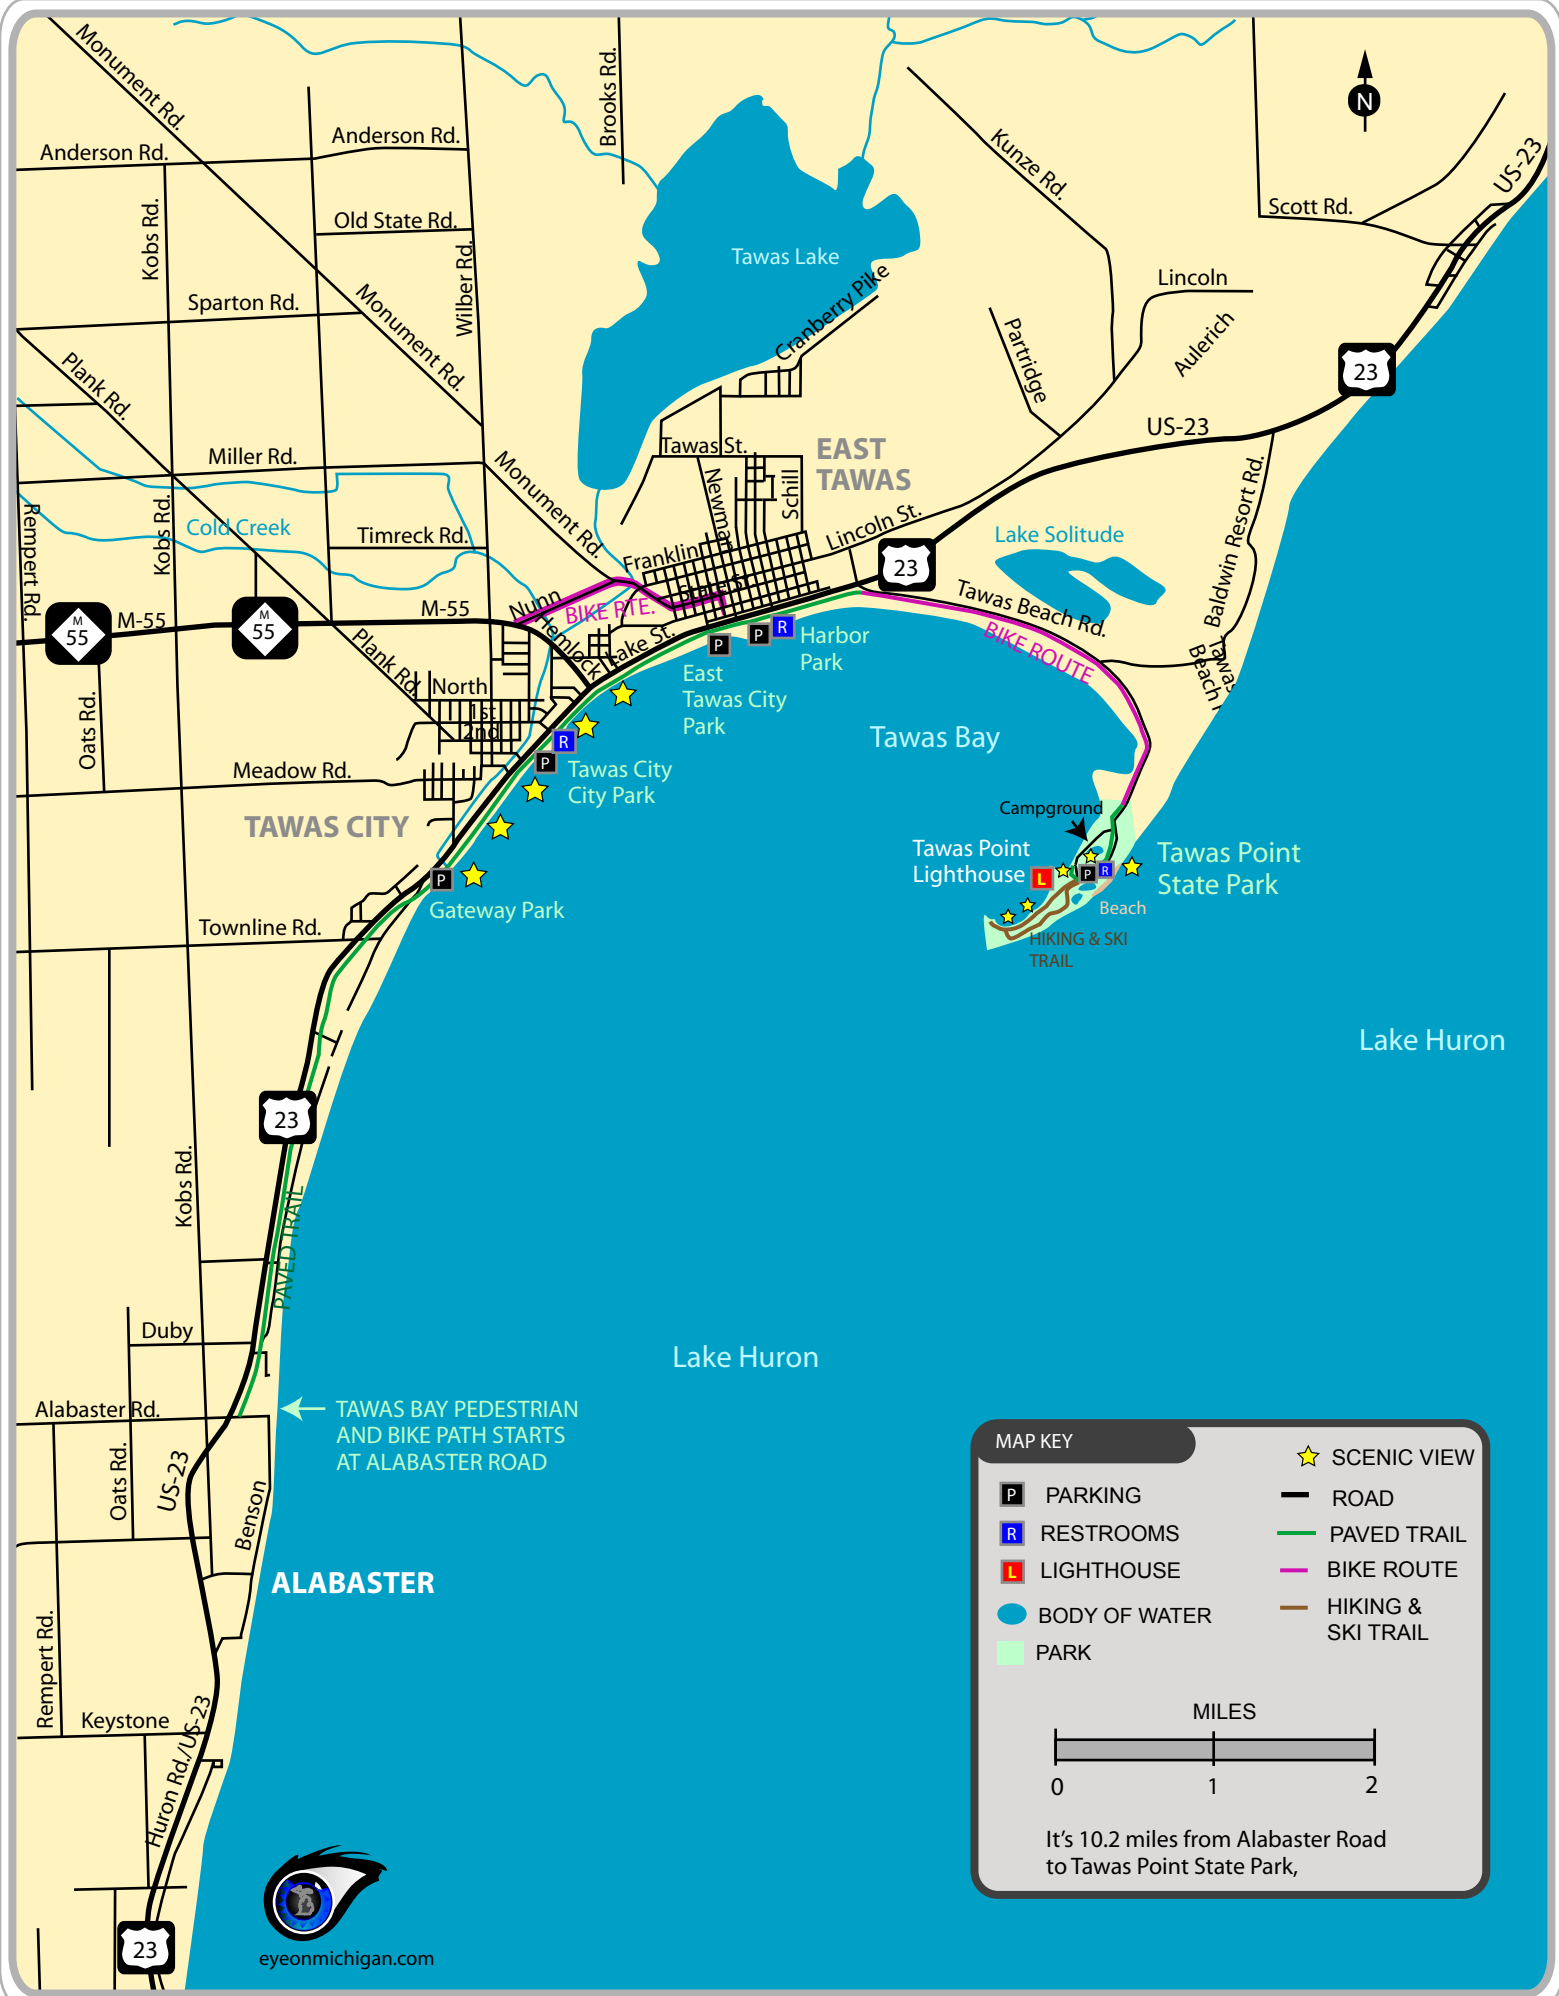 Monument Rd.
Anderson Rd.
Anderson Rd.
Brooks Rd.
N
Kunze Rd.
US-23
Scott Rd.
Kobs Rd.
Old State Rd.
Wilber Rd.
Tawas Lake
Cranberry Pike
Lincoln
Aulerich
Partridge
Sparton Rd.
Monument Rd.
Plank Rd.
23
US-23
Miller Rd.
Monument Rd.
Tawas St.
EAST
TAWAS
Newman
Schill
Lincoln St.
Rempert Rd.
Kobs Rd.
Cold Creek
Timreck Rd.
Franklin
State St.
23
Lake Solitude
Baldwin Resort Rd.
Tawas Beach Rd.
BIKE ROUTE
Tawas
Beach r
M
55
M-55
M
55
M-55
Nunn
BIKE RTE.
Hemlock
Lake St.
P
P
R
Harbor
Park
East
Tawas City
Park
Plank Rd.
North
1st
2nd
R
P
Tawas City
City Park
Tawas Bay
Oats Rd.
Meadow Rd.
TAWAS CITY
Campground
Tawas Point
Lighthouse
L
P
R
Tawas Point
State Park
Beach
HIKING & SKI
TRAIL
P
Gateway Park
Townline Rd.
Lake Huron
23
Kobs Rd.
PAVED TRAIL
Duby
Lake Huron
Alabaster Rd.
TAWAS BAY PEDESTRIAN
AND BIKE PATH STARTS
AT ALABASTER ROAD
Oats Rd.
US-23
Benson
ALABASTER
Rempert Rd.
Keystone
Huron Rd./US-23
23
eyeonmichigan.com
MAP KEY
P PARKING
R RESTROOMS
L LIGHTHOUSE
BODY OF WATER
PARK
SCENIC VIEW
ROAD
PAVED TRAIL
BIKE ROUTE
HIKING &
SKI TRAIL
MILES
0 1 2
It's 10.2 miles from Alabaster Road
to Tawas Point State Park,